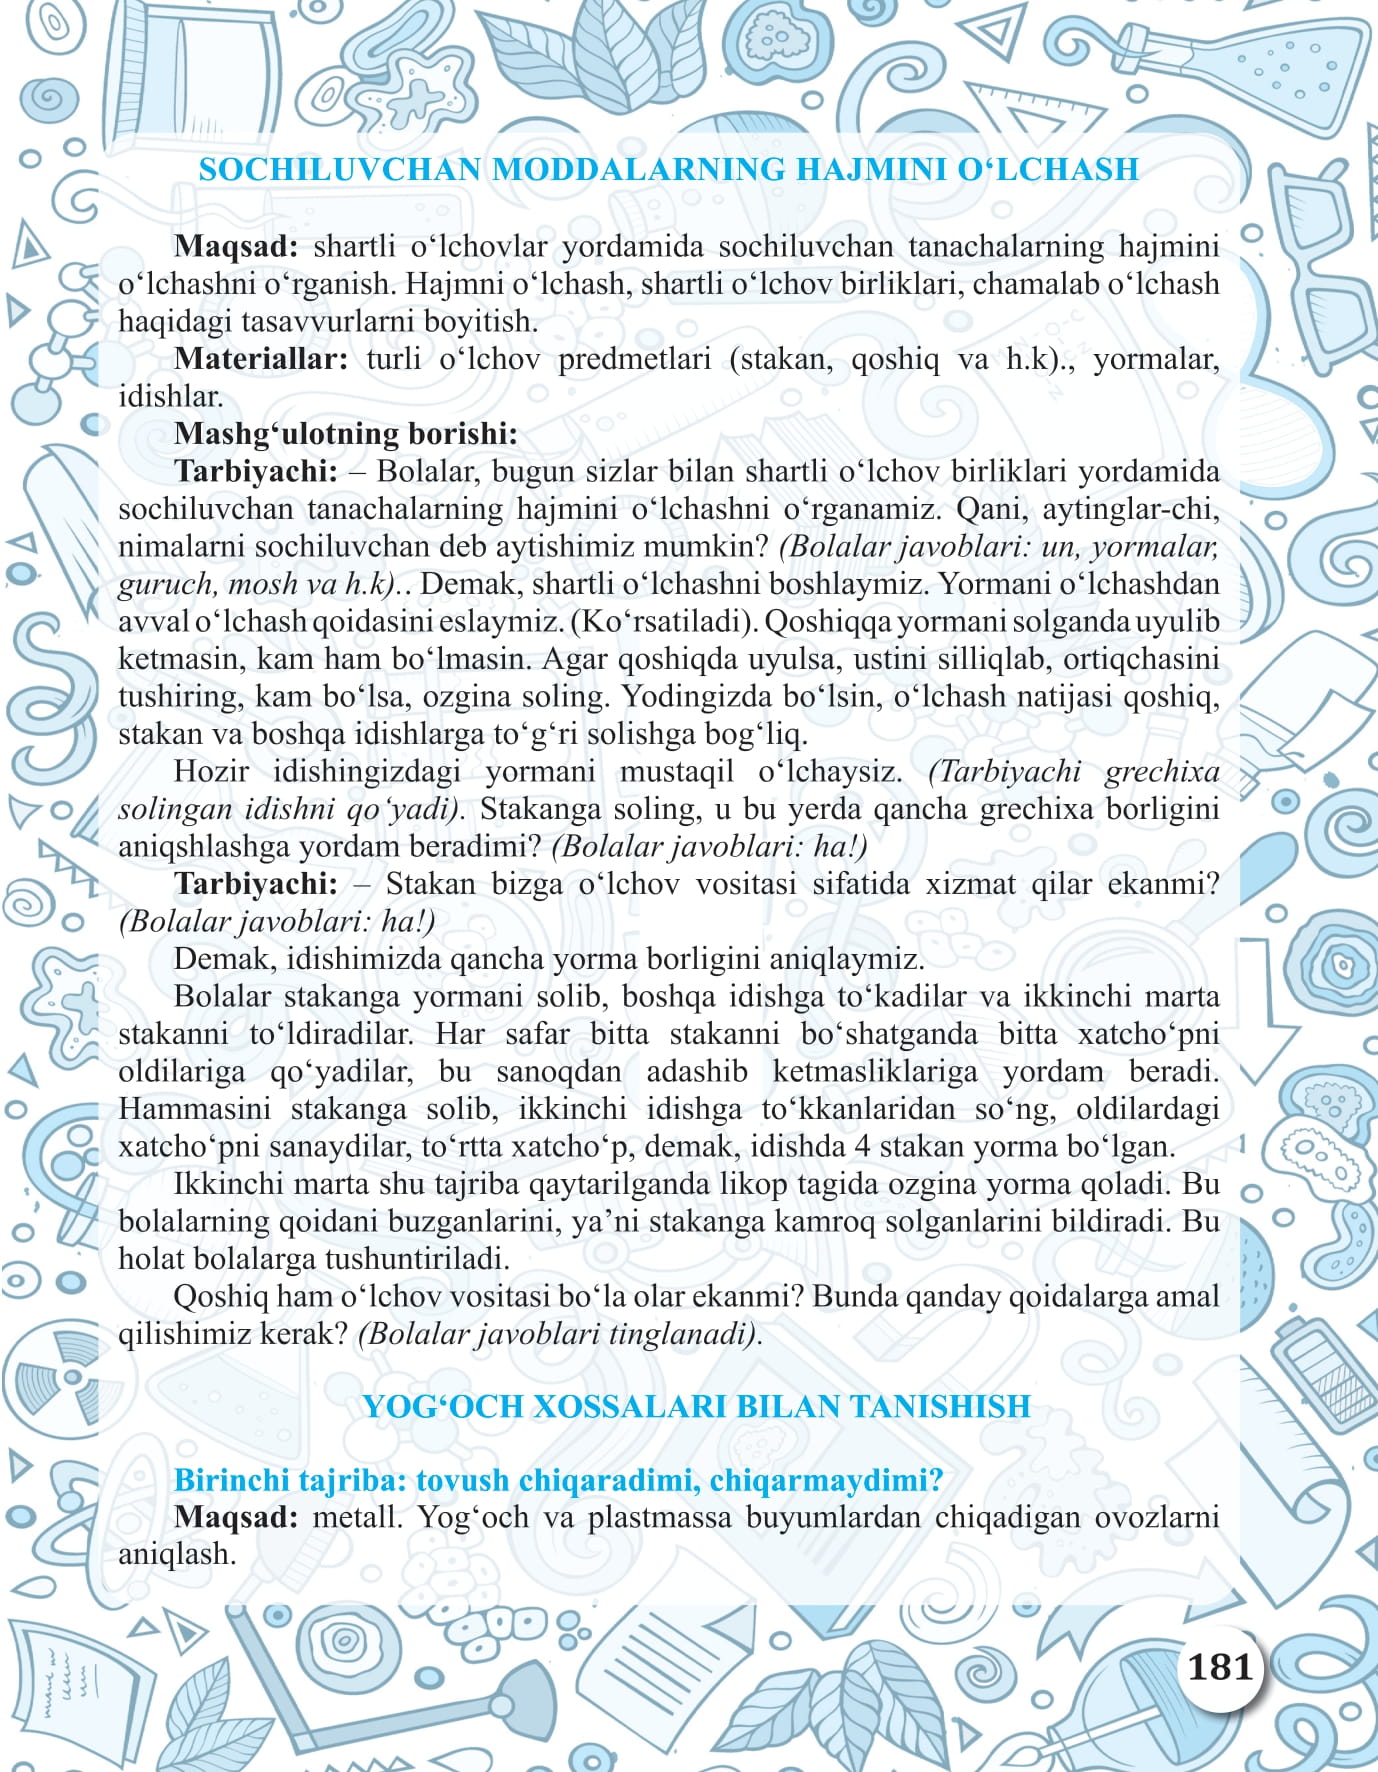 SOCHILUVCHAN MODDALARNING HAJMINI O‘LCHASH
Maqsad: shartli o‘lchovlar yordamida sochiluvchan tanachalarning hajmini
o‘lchashni o‘rganish. Hajmni o‘lchash, shartli o‘lchov birliklari, chamalab o‘lchash
haqidagi tasavvurlarni boyitish.
Materiallar: turli o‘lchov predmetlari (stakan, qoshiq va h.k)., yormalar,
idishlar.
Mashg‘ulotning borishi:
Tarbiyachi: – Bolalar, bugun sizlar bilan shartli o‘lchov birliklari yordamida
sochiluvchan tanachalarning hajmini o‘lchashni o‘rganamiz. Qani, aytinglar-chi,
nimalarni sochiluvchan deb aytishimiz mumkin? (Bolalar javoblari: un, yormalar,
guruch, mosh va h.k).. Demak, shartli o‘lchashni boshlaymiz. Yormani o‘lchashdan
avval o‘lchash qoidasini eslaymiz. (Ko‘rsatiladi). Qoshiqqa yormani solganda uyulib
ketmasin, kam ham bo‘lmasin. Agar qoshiqda uyulsa, ustini silliqlab, ortiqchasini
tushiring, kam bo‘lsa, ozgina soling. Yodingizda bo‘lsin, o‘lchash natijasi qoshiq,
stakan va boshqa idishlarga to‘g‘ri solishga bog‘liq.
Hozir idishingizdagi yormani mustaqil o‘lchaysiz. (Tarbiyachi grechixa
solingan idishni qo‘yadi). Stakanga soling, u bu yerda qancha grechixa borligini
aniqshlashga yordam beradimi? (Bolalar javoblari: ha!)
Tarbiyachi: – Stakan bizga o‘lchov vositasi sifatida xizmat qilar ekanmi?
(Bolalar javoblari: ha!)
Demak, idishimizda qancha yorma borligini aniqlaymiz.
Bolalar stakanga yormani solib, boshqa idishga to‘kadilar va ikkinchi marta
stakanni to‘ldiradilar. Har safar bitta stakanni bo‘shatganda bitta xatcho‘pni
oldilariga qo‘yadilar, bu sanoqdan adashib ketmasliklariga yordam beradi.
Hammasini stakanga solib, ikkinchi idishga to‘kkanlaridan so‘ng, oldilardagi
xatcho‘pni sanaydilar, to‘rtta xatcho‘p, demak, idishda 4 stakan yorma bo‘lgan.
Ikkinchi marta shu tajriba qaytarilganda likop tagida ozgina yorma qoladi. Bu
bolalarning qoidani buzganlarini, ya’ni stakanga kamroq solganlarini bildiradi. Bu
holat bolalarga tushuntiriladi.
Qoshiq ham o‘lchov vositasi bo‘la olar ekanmi? Bunda qanday qoidalarga amal
qilishimiz kerak? (Bolalar javoblari tinglanadi).
YOG‘OCH XOSSALARI BILAN TANISHISH
Birinchi tajriba: tovush chiqaradimi, chiqarmaydimi?
Maqsad: metall. Yog‘och va plastmassa buyumlardan chiqadigan ovozlarni
aniqlash.
181